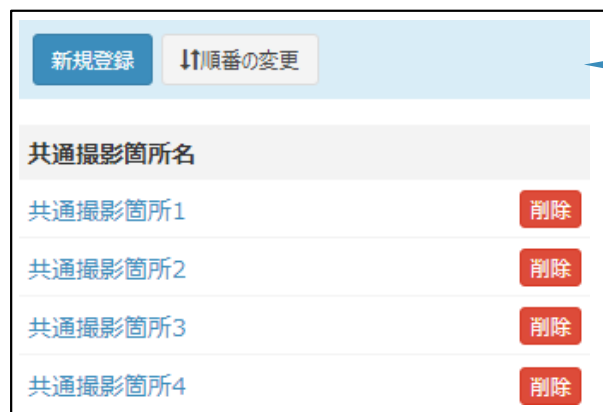 新規登録 ↓↑順番の変更
共通撮影箇所名
共通撮影箇所1 削除
共通撮影箇所2 削除
共通撮影箇所3 削除
共通撮影箇所4 削除